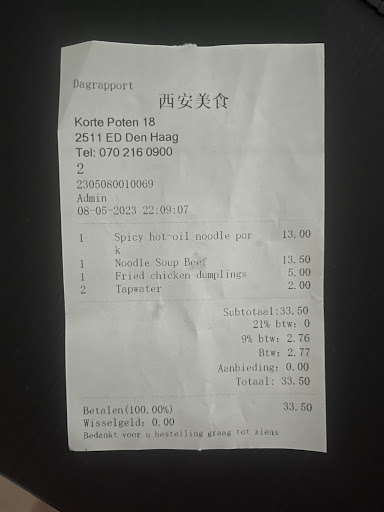 Dagrapport
西安美食
Korte Poten 18
2511 ED Den Haag
Tel: 070 216 0900
2
2305080010069
Admin
08-05-2023 22:09:07
1 Spicy hot-oil noodle por 13.00
k
1 Noodle Soup Beef 13.50
1 Fried chicken dumplings 5.00
2 Tapwater 2.00
Subtotaal:33.50
21% btw: 0
9% btw: 2.76
Btw: 2.77
Aanbieding: 0.00
Totaal: 33.50
Betalen(100.00%) 33.50
Wisselgeld: 0.00
Bedankt voor u bestelling graag tot ziens